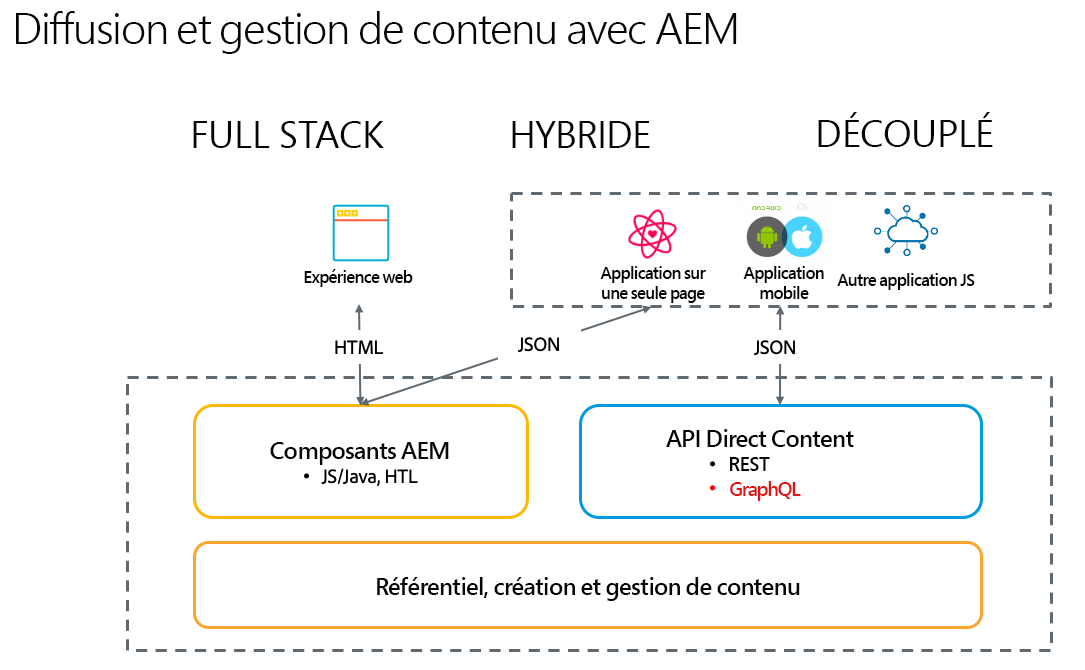 Diffusion et gestion de contenu avec AEM
FULL STACK
HYBRIDE
DÉCOUPLÉ
ANDROID
iOS
Expérience web
Application sur
une seule page
Application
mobile
Autre application JS
HTML
JSON
JSON
Composants AEM
• JS/Java, HTL
API Direct Content
• REST
• GraphQL
Référentiel, création et gestion de contenu